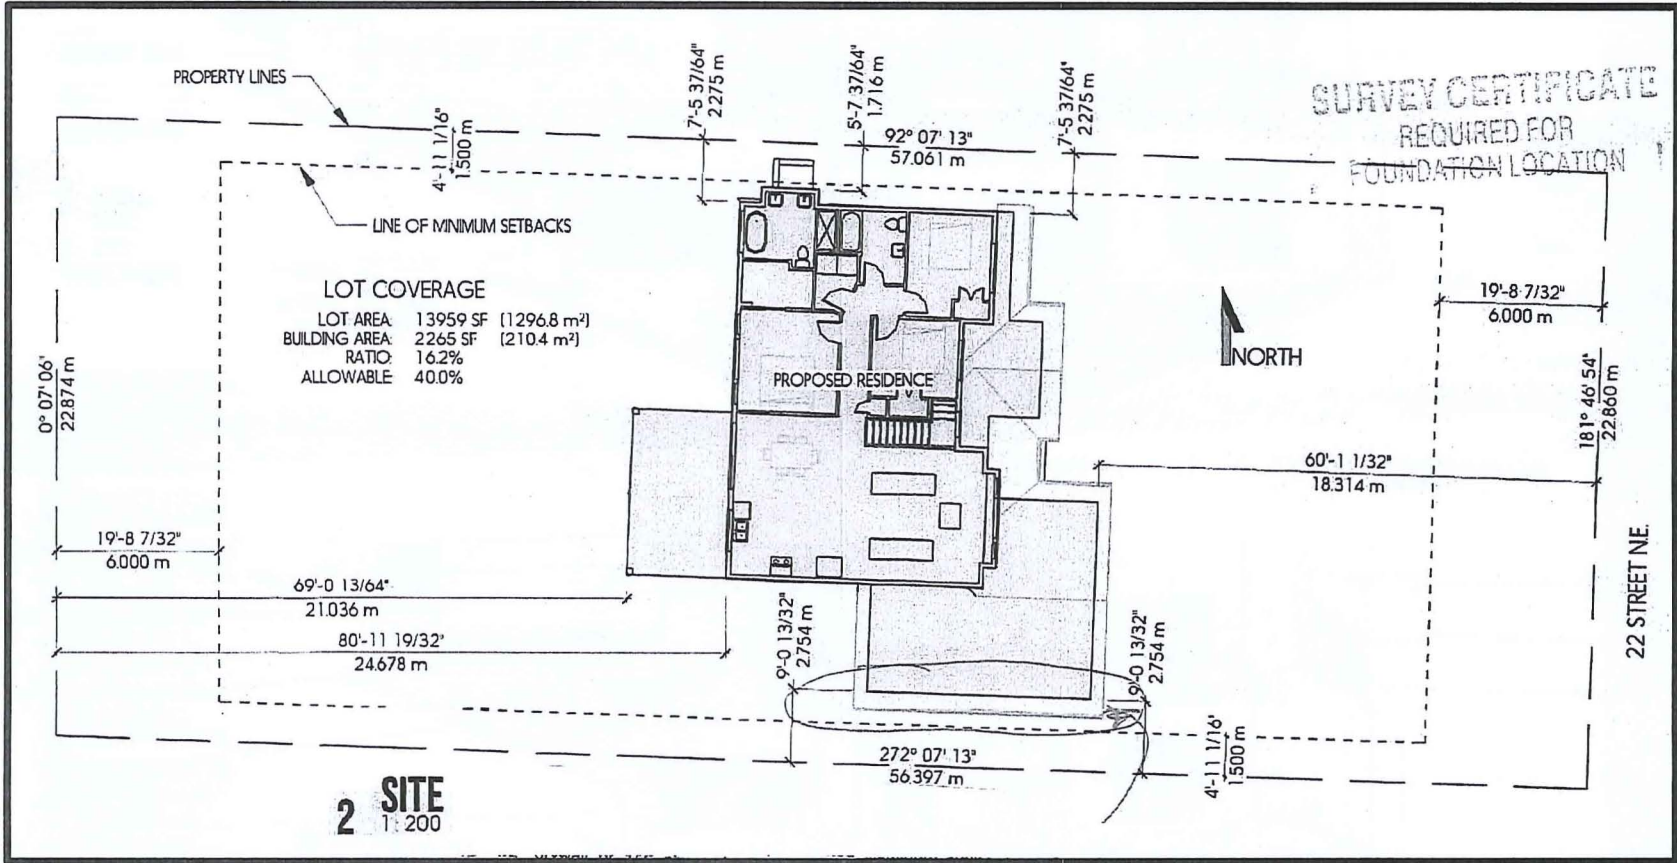 PROPERTY LINES
7'-5 37/64"
2.275 m
5'-7 37/64"
1.716 m
7'-5 37/64"
2.275 m
4'-11 1/16"
1.500 m
92° 07' 13"
57.061 m
SURVEY CERTIFICATE
REQUIRED FOR
FOUNDATION LOCATION
LINE OF MINIMUM SETBACKS
LOT COVERAGE
LOT AREA: 13959 SF (1296.8 m²)
BUILDING AREA: 2265 SF (210.4 m²)
RATIO: 16.2%
ALLOWABLE: 40.0%
19'-8 7/32"
6.000 m
NORTH
PROPOSED RESIDENCE
0° 07' 06"
22.874 m
181° 46' 54"
22.860 m
60'-1 1/32"
18.314 m
22 STREET N.E.
19'-8 7/32"
6.000 m
69'-0 13/64"
21.036 m
80'-11 19/32"
24.678 m
9'-0 13/32"
2.754 m
9'-0 13/32"
2.754 m
272° 07' 13"
56.397 m
4'-11 1/16"
1.500 m
2 SITE
1: 200